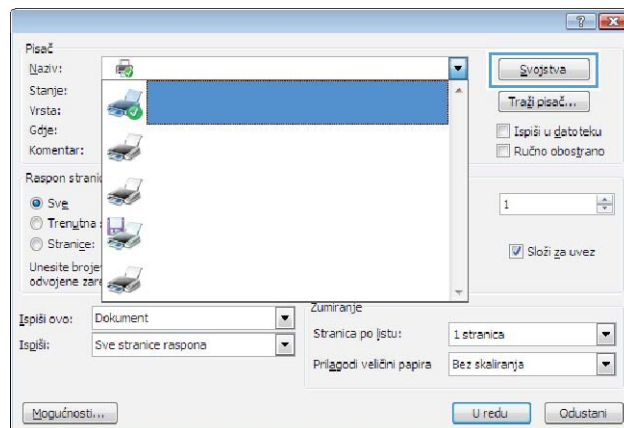 Pisač
Naziv:
Svojstva
Stanje:
Traži pisač...
Vrsta:
Gdje:
Ispiši u datoteku
Komentar:
Ručno obostrano
Raspon strani
Sve
1
Trenutna s
Stranice:
Složi za uvez
Unesite broje
odvojene zare
Zumiranje
Ispiši ovo: Dokument
Stranica po listu: 1 stranica
Ispiši: Sve stranice raspona
Prilagodi veličini papira Bez skaliranja
Mogućnosti...
U redu
Odustani